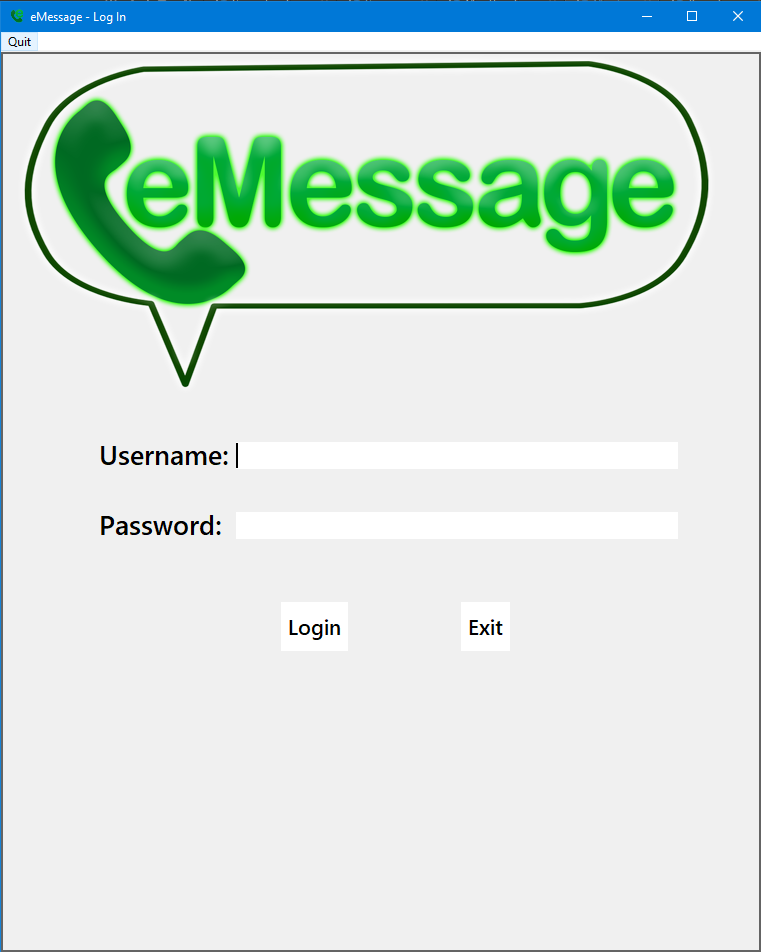 eMessage - Log In
Quit
eMessage
Username:
Password:
Login Exit